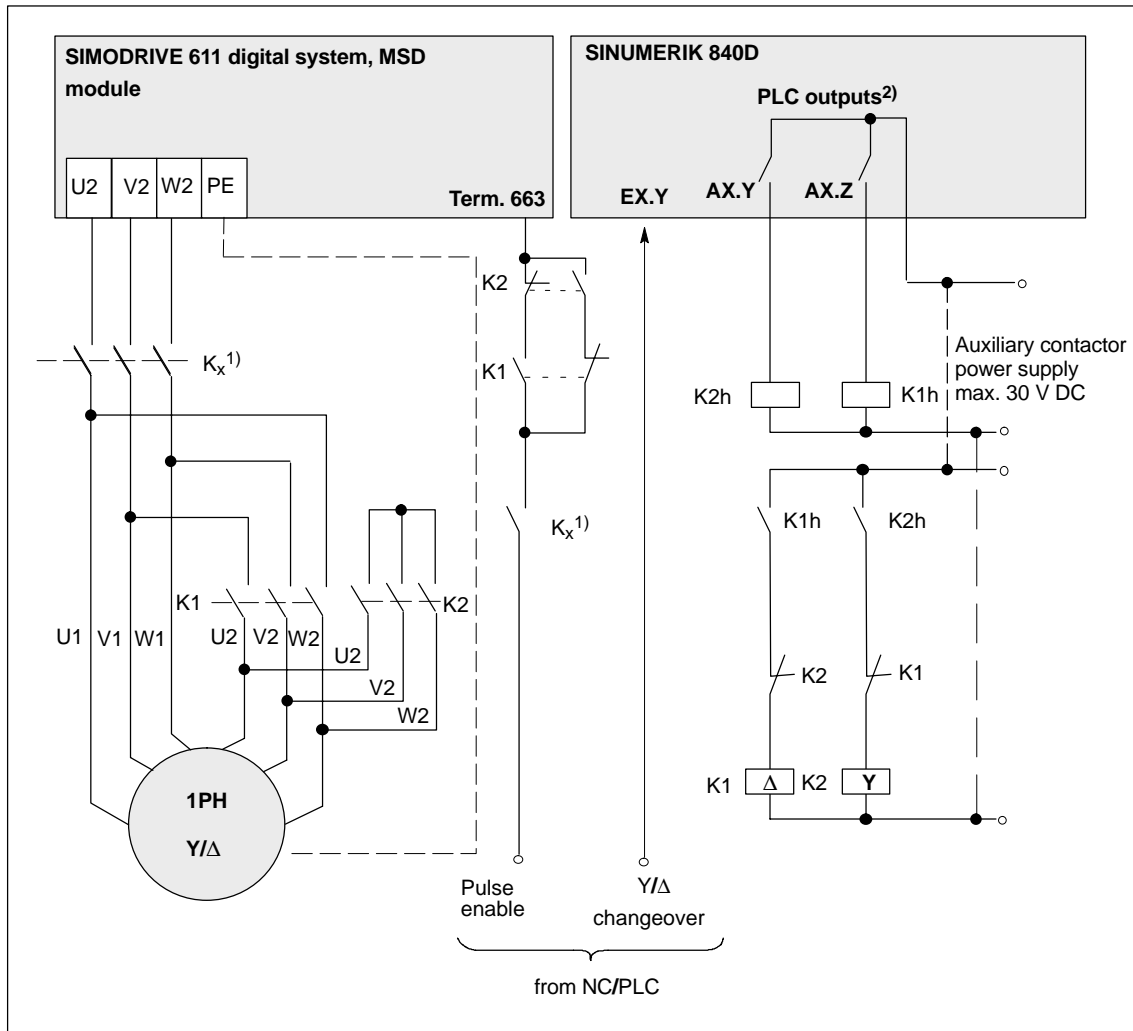 SIMODRIVE 611 digital system, MSD
module
U2 V2 W2 PE
Term. 663
SINUMERIK 840D
PLC outputs2)
EX.Y AX.Y AX.Z
K2
Kx1)
K1
Auxiliary contactor
power supply
max. 30 V DC
K2h K1h
K1h K2h
Kx1)
K1 K2
U1 V1 W1 U2 V2 W2
U2
V2
W2
K2 K1
K1 Δ K2 Y
1PH
Y/Δ
Pulse
enable
Y/Δ
changeover
from NC/PLC